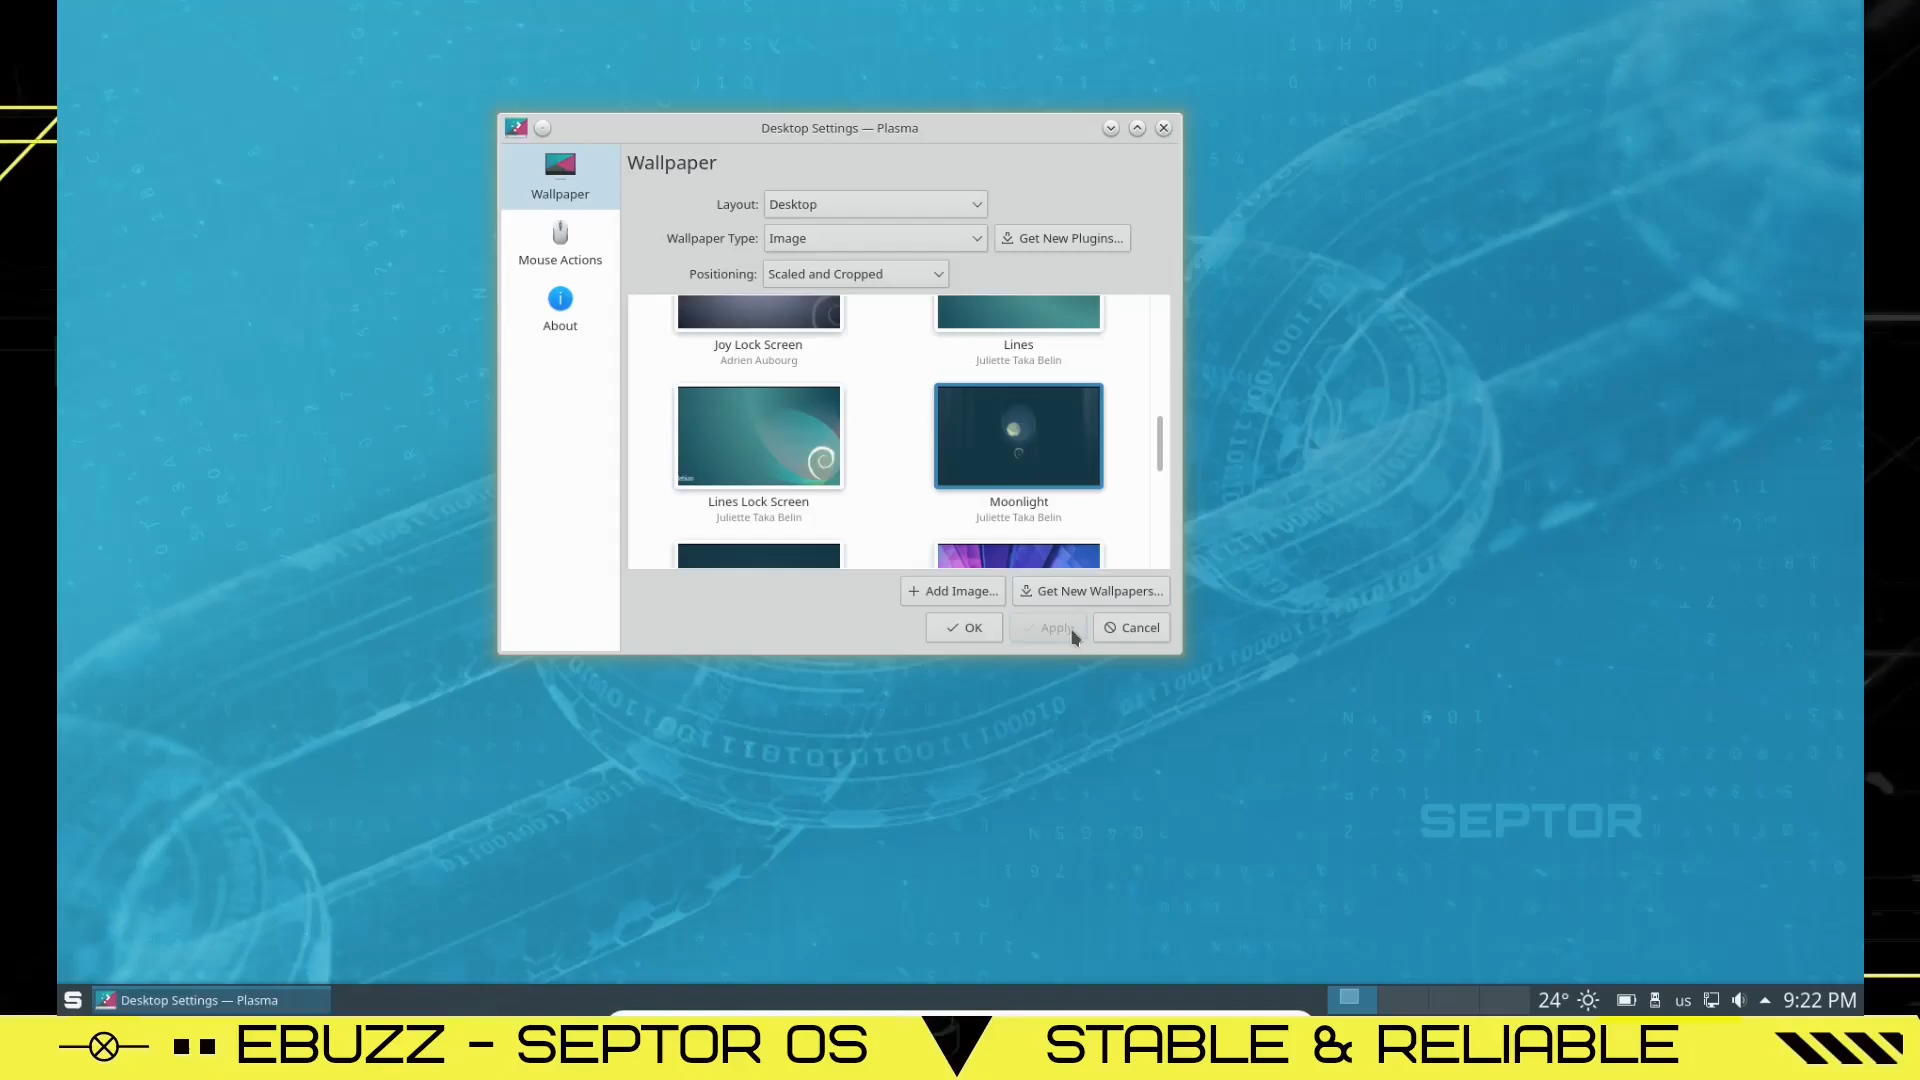 Desktop Settings — Plasma
Wallpaper
Mouse Actions
About
Wallpaper
Layout: Desktop
Wallpaper Type: Image Get New Plugins...
Positioning: Scaled and Cropped
Joy Lock Screen
Adrien Aubourg
Lines
Juliette Taka Belin
Lines Lock Screen
Juliette Taka Belin
Moonlight
Juliette Taka Belin
Add Image...
Get New Wallpapers...
OK
Apply
Cancel
SEPTOR
S
Desktop Settings — Plasma
24°
us
9:22 PM
EBUZZ - SEPTOR OS
STABLE & RELIABLE